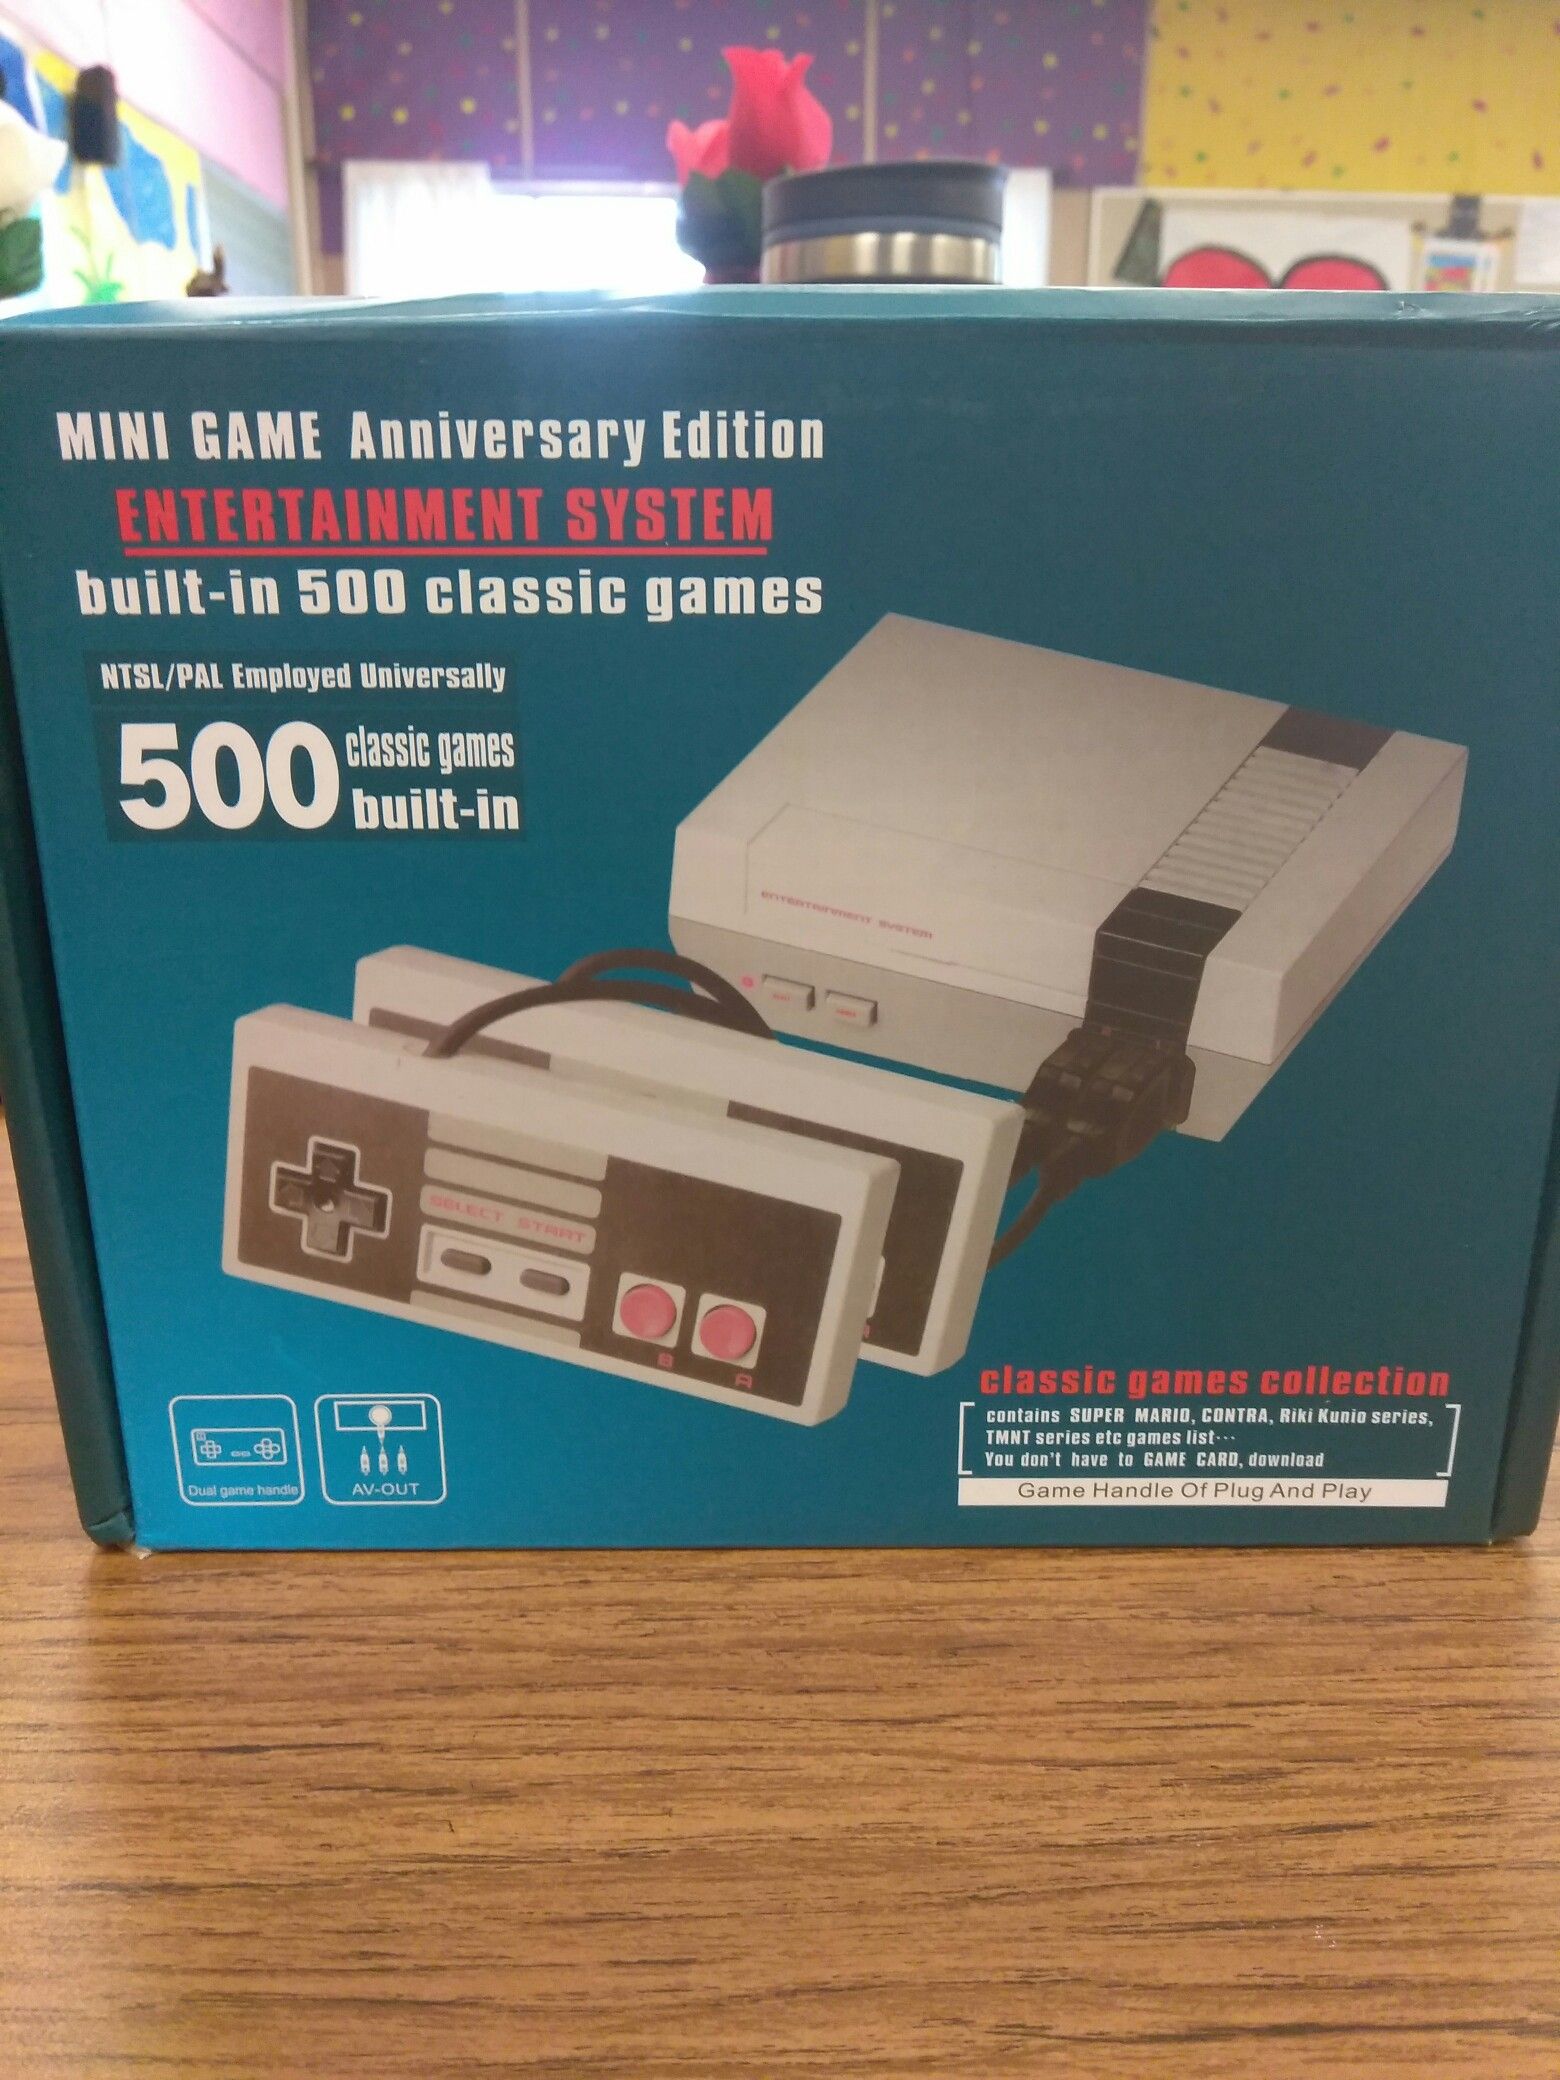 MINI GAME Anniversary Edition
ENTERTAINMENT SYSTEM
built-in 500 classic games
NTSL/PAL Employed Universally
500 classic games
built-in
ENTERTAINMENT SYSTEM
SELECT START
B
A
Dual game handle
AV-OUT
classic games collection
contains SUPER MARIO, CONTRA, Riki Kunio series,
TMNT series etc games list···
You don't have to GAME CARD, download
Game Handle Of Plug And Play